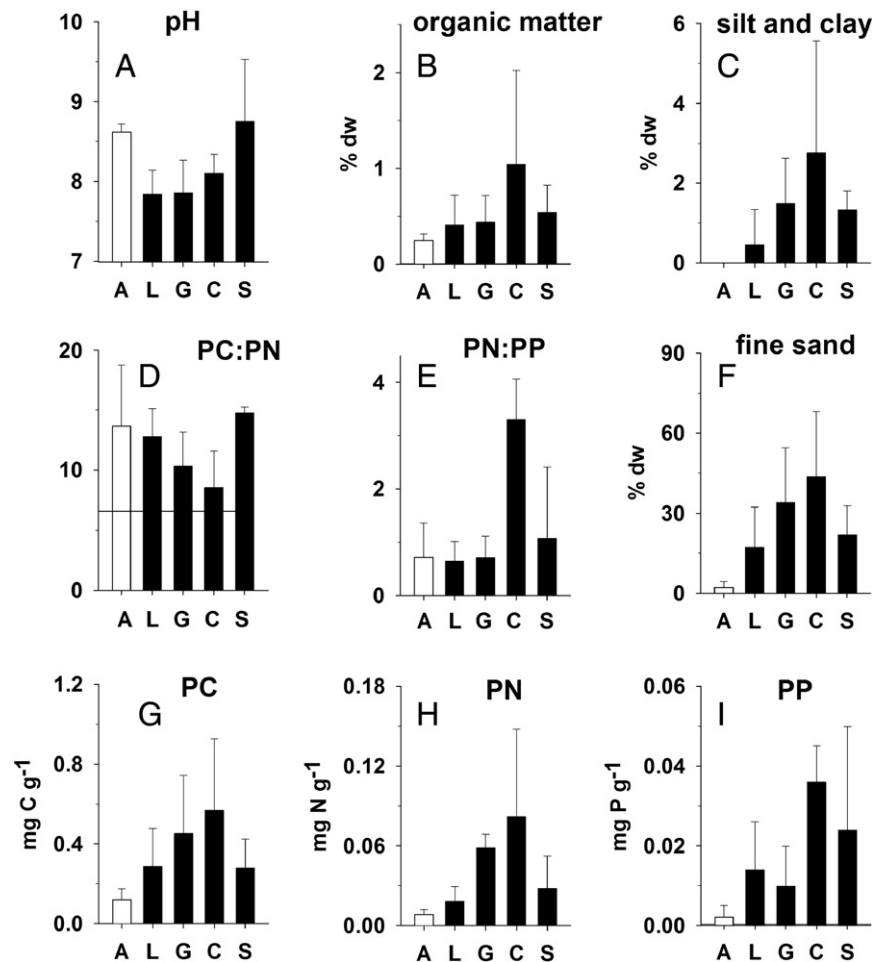 pH
A
10
9
8
7
A L G C S
organic matter
B
% dw
2
1
0
A L G C S
silt and clay
C
% dw
6
4
2
0
A L G C S
PC:PN
D
20
15
10
0
A L G C S
PN:PP
E
4
2
0
A L G C S
fine sand
F
% dw
90
60
30
0
A L G C S
PC
G
mg C g-1
1.2
0.8
0.4
0.0
A L G C S
PN
H
mg N g-1
0.18
0.12
0.06
0.00
A L G C S
PP
I
mg P g-1
0.06
0.04
0.02
0.00
A L G C S